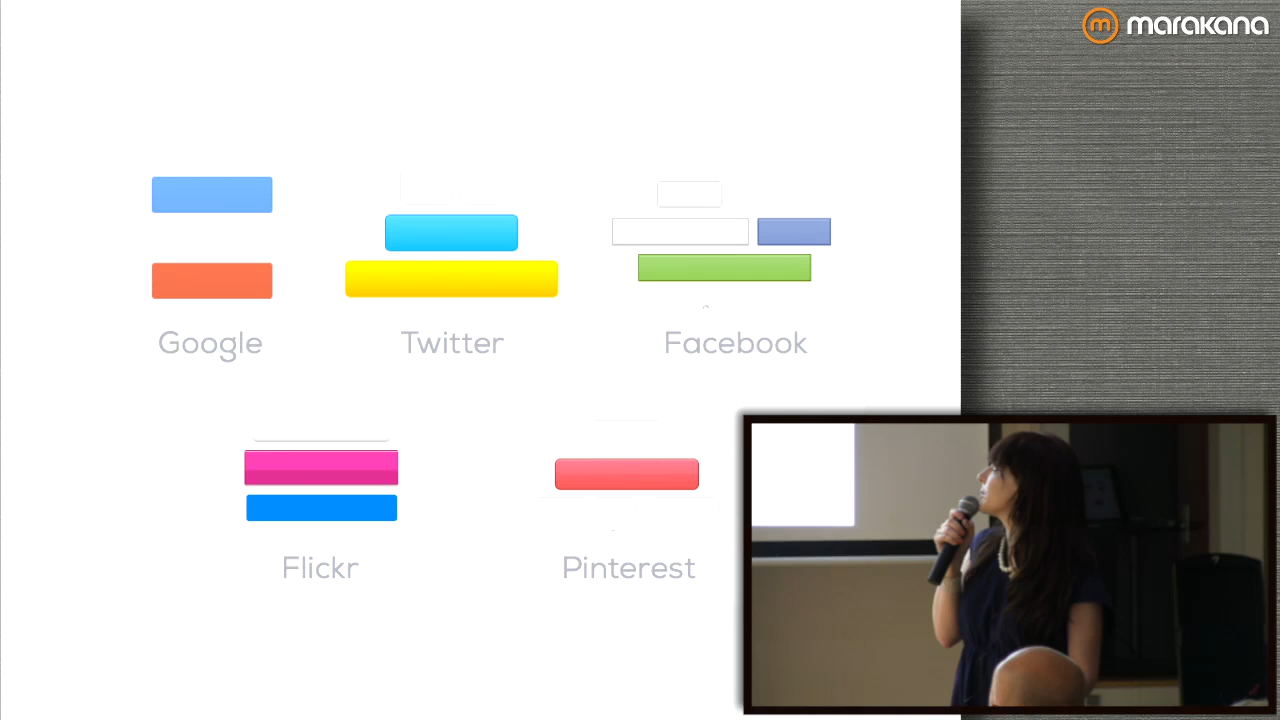 marakana
Google
Twitter
Facebook
Flickr
Pinterest